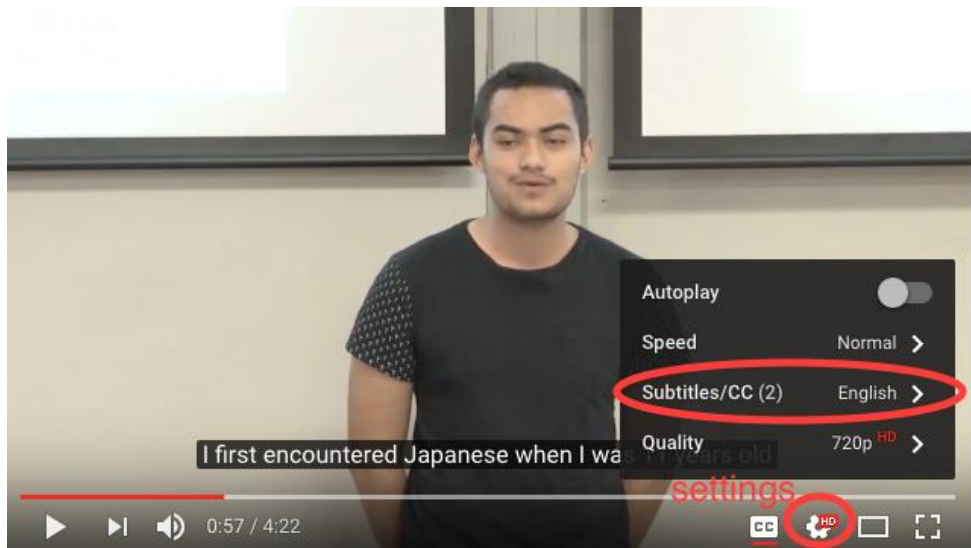 Autoplay
Speed Normal
Subtitles/CC (2) English
Quality 720p HD
I first encountered Japanese when I was 11 years old
settings
0:57 / 4:22
CC HD